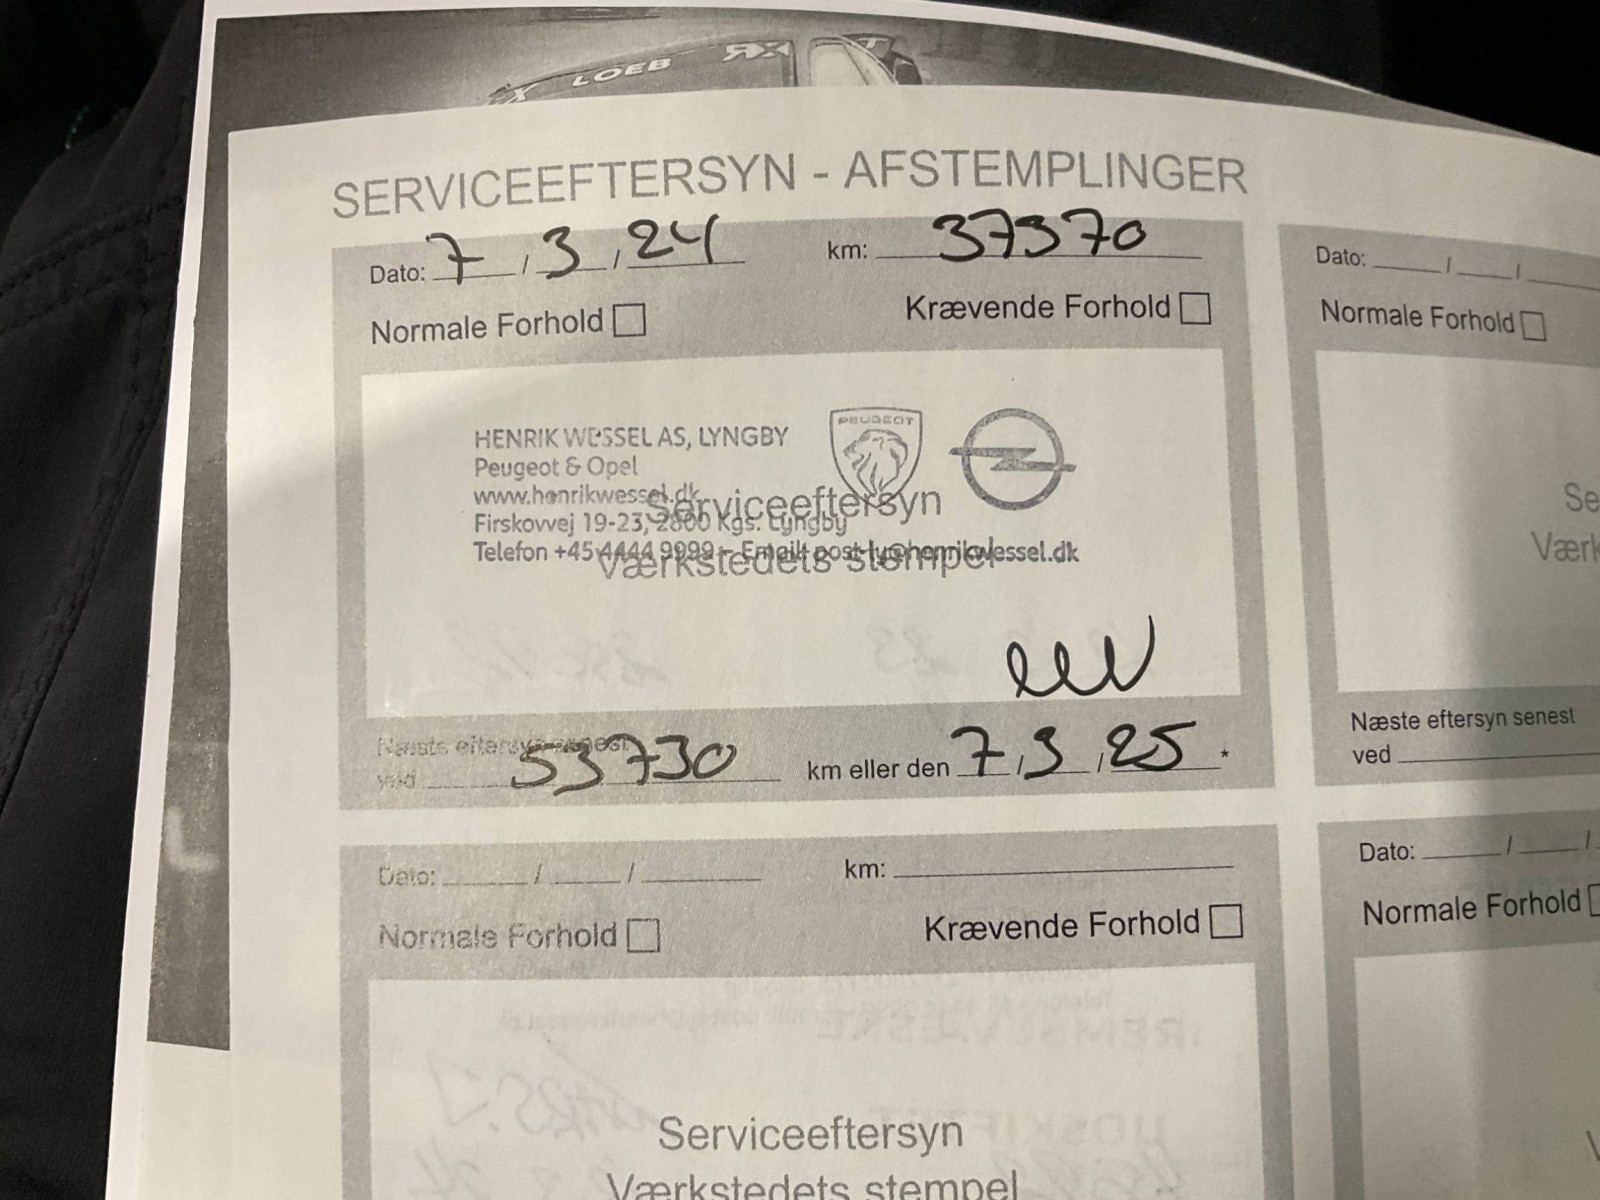 LOEB RX
SERVICEEFTERSYN - AFSTEMPLINGER
Dato: 7 / 3 / 24 km: 37370
Normale Forhold Krævende Forhold
HENRIK WESSEL AS, LYNGBY
Peugeot & Opel
www.henrikwessel.dk
Firskovvej 19-23, 2800 Kgs. Lyngby
Telefon +45 4444 9999 - Email: post-ly@henrikwessel.dk
PEUGEOT
Serviceeftersyn
Værkstedets stempel
Næste eftersyn senest
ved 53730 km eller den 7 / 3 / 25 *
Dato: / / km:
Normale Forhold Krævende Forhold
Serviceeftersyn
Værkstedets stempel
Dato: / /
Normale Forhold
Se
Værk
Næste eftersyn senest
ved
Dato: / /
Normale Forhold